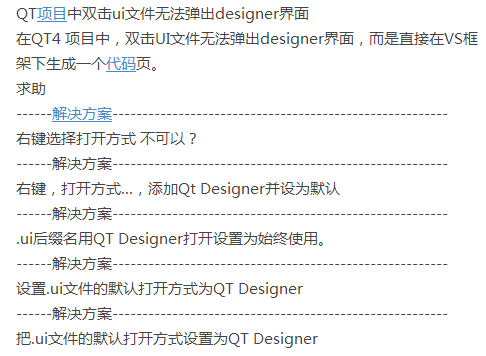 QT项目中双击ui文件无法弹出designer界面
在QT4 项目中，双击UI文件无法弹出designer界面，而是直接在VS框
架下生成一个代码页。
求助
------解决方案--------------------------------------------------------
右键选择打开方式 不可以？
------解决方案--------------------------------------------------------
右键，打开方式...，添加Qt Designer并设为默认
------解决方案--------------------------------------------------------
.ui后缀名用QT Designer打开设置为始终使用。
------解决方案--------------------------------------------------------
设置.ui文件的默认打开方式为QT Designer
------解决方案--------------------------------------------------------
把.ui文件的默认打开方式设置为QT Designer